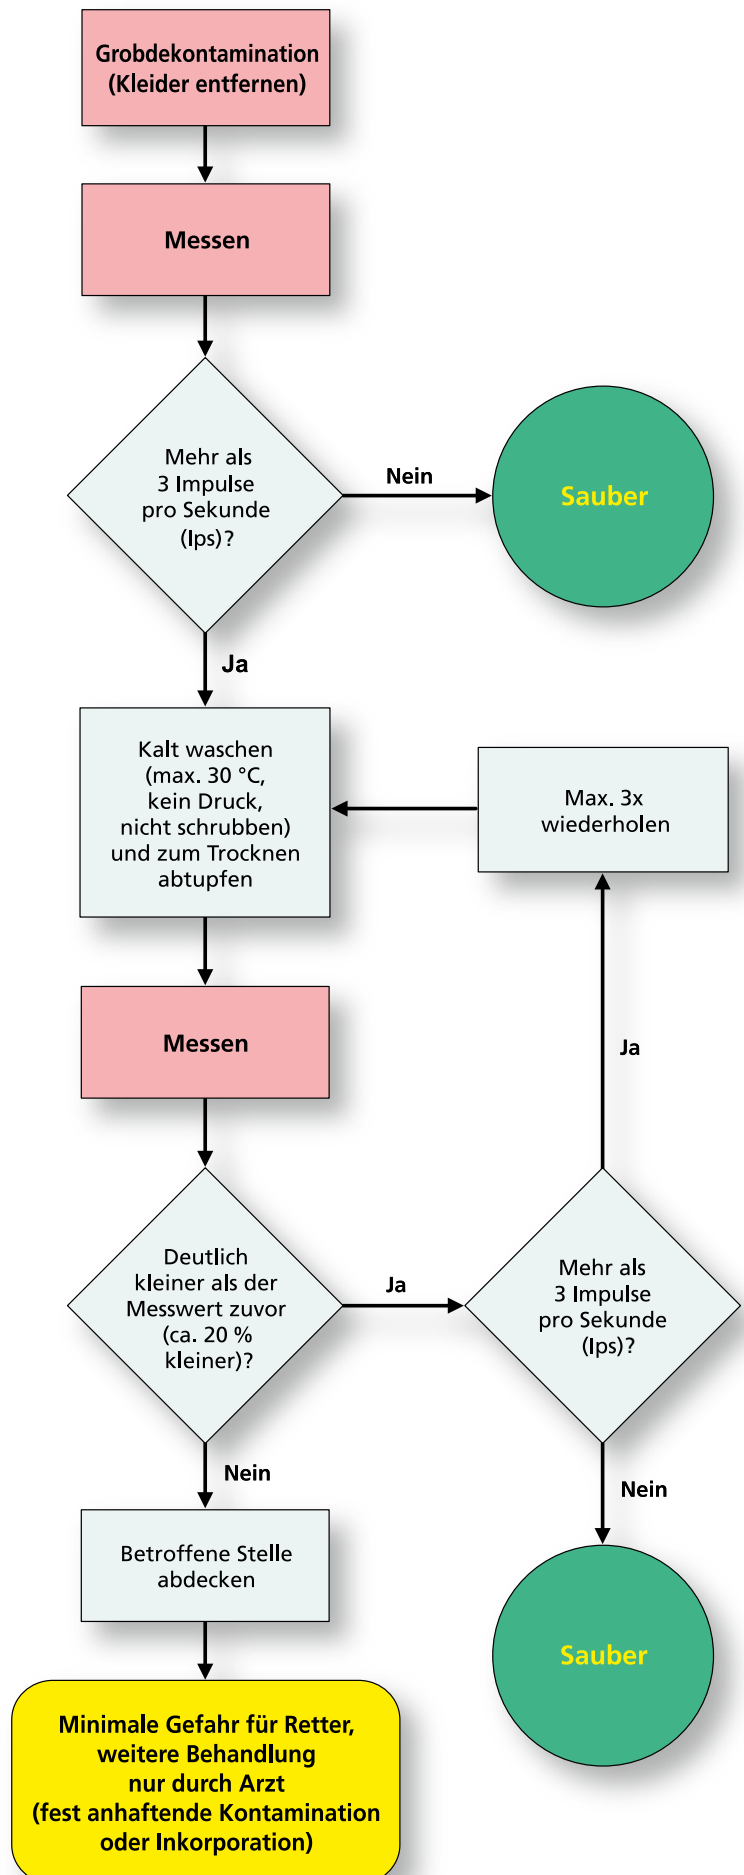 Grobdekontamination
(Kleider entfernen)
Messen
Mehr als
3 Impulse
pro Sekunde
(Ips)?
Nein
Sauber
Ja
Kalt waschen
(max. 30 °C,
kein Druck,
nicht schrubben)
und zum Trocknen
abtupfen
Max. 3x
wiederholen
Messen
Ja
Deutlich
kleiner als der
Messwert zuvor
(ca. 20 %
kleiner)?
Ja
Mehr als
3 Impulse
pro Sekunde
(Ips)?
Nein
Nein
Betroffene Stelle
abdecken
Sauber
Minimale Gefahr für Retter,
weitere Behandlung
nur durch Arzt
(fest anhaftende Kontamination
oder Inkorporation)